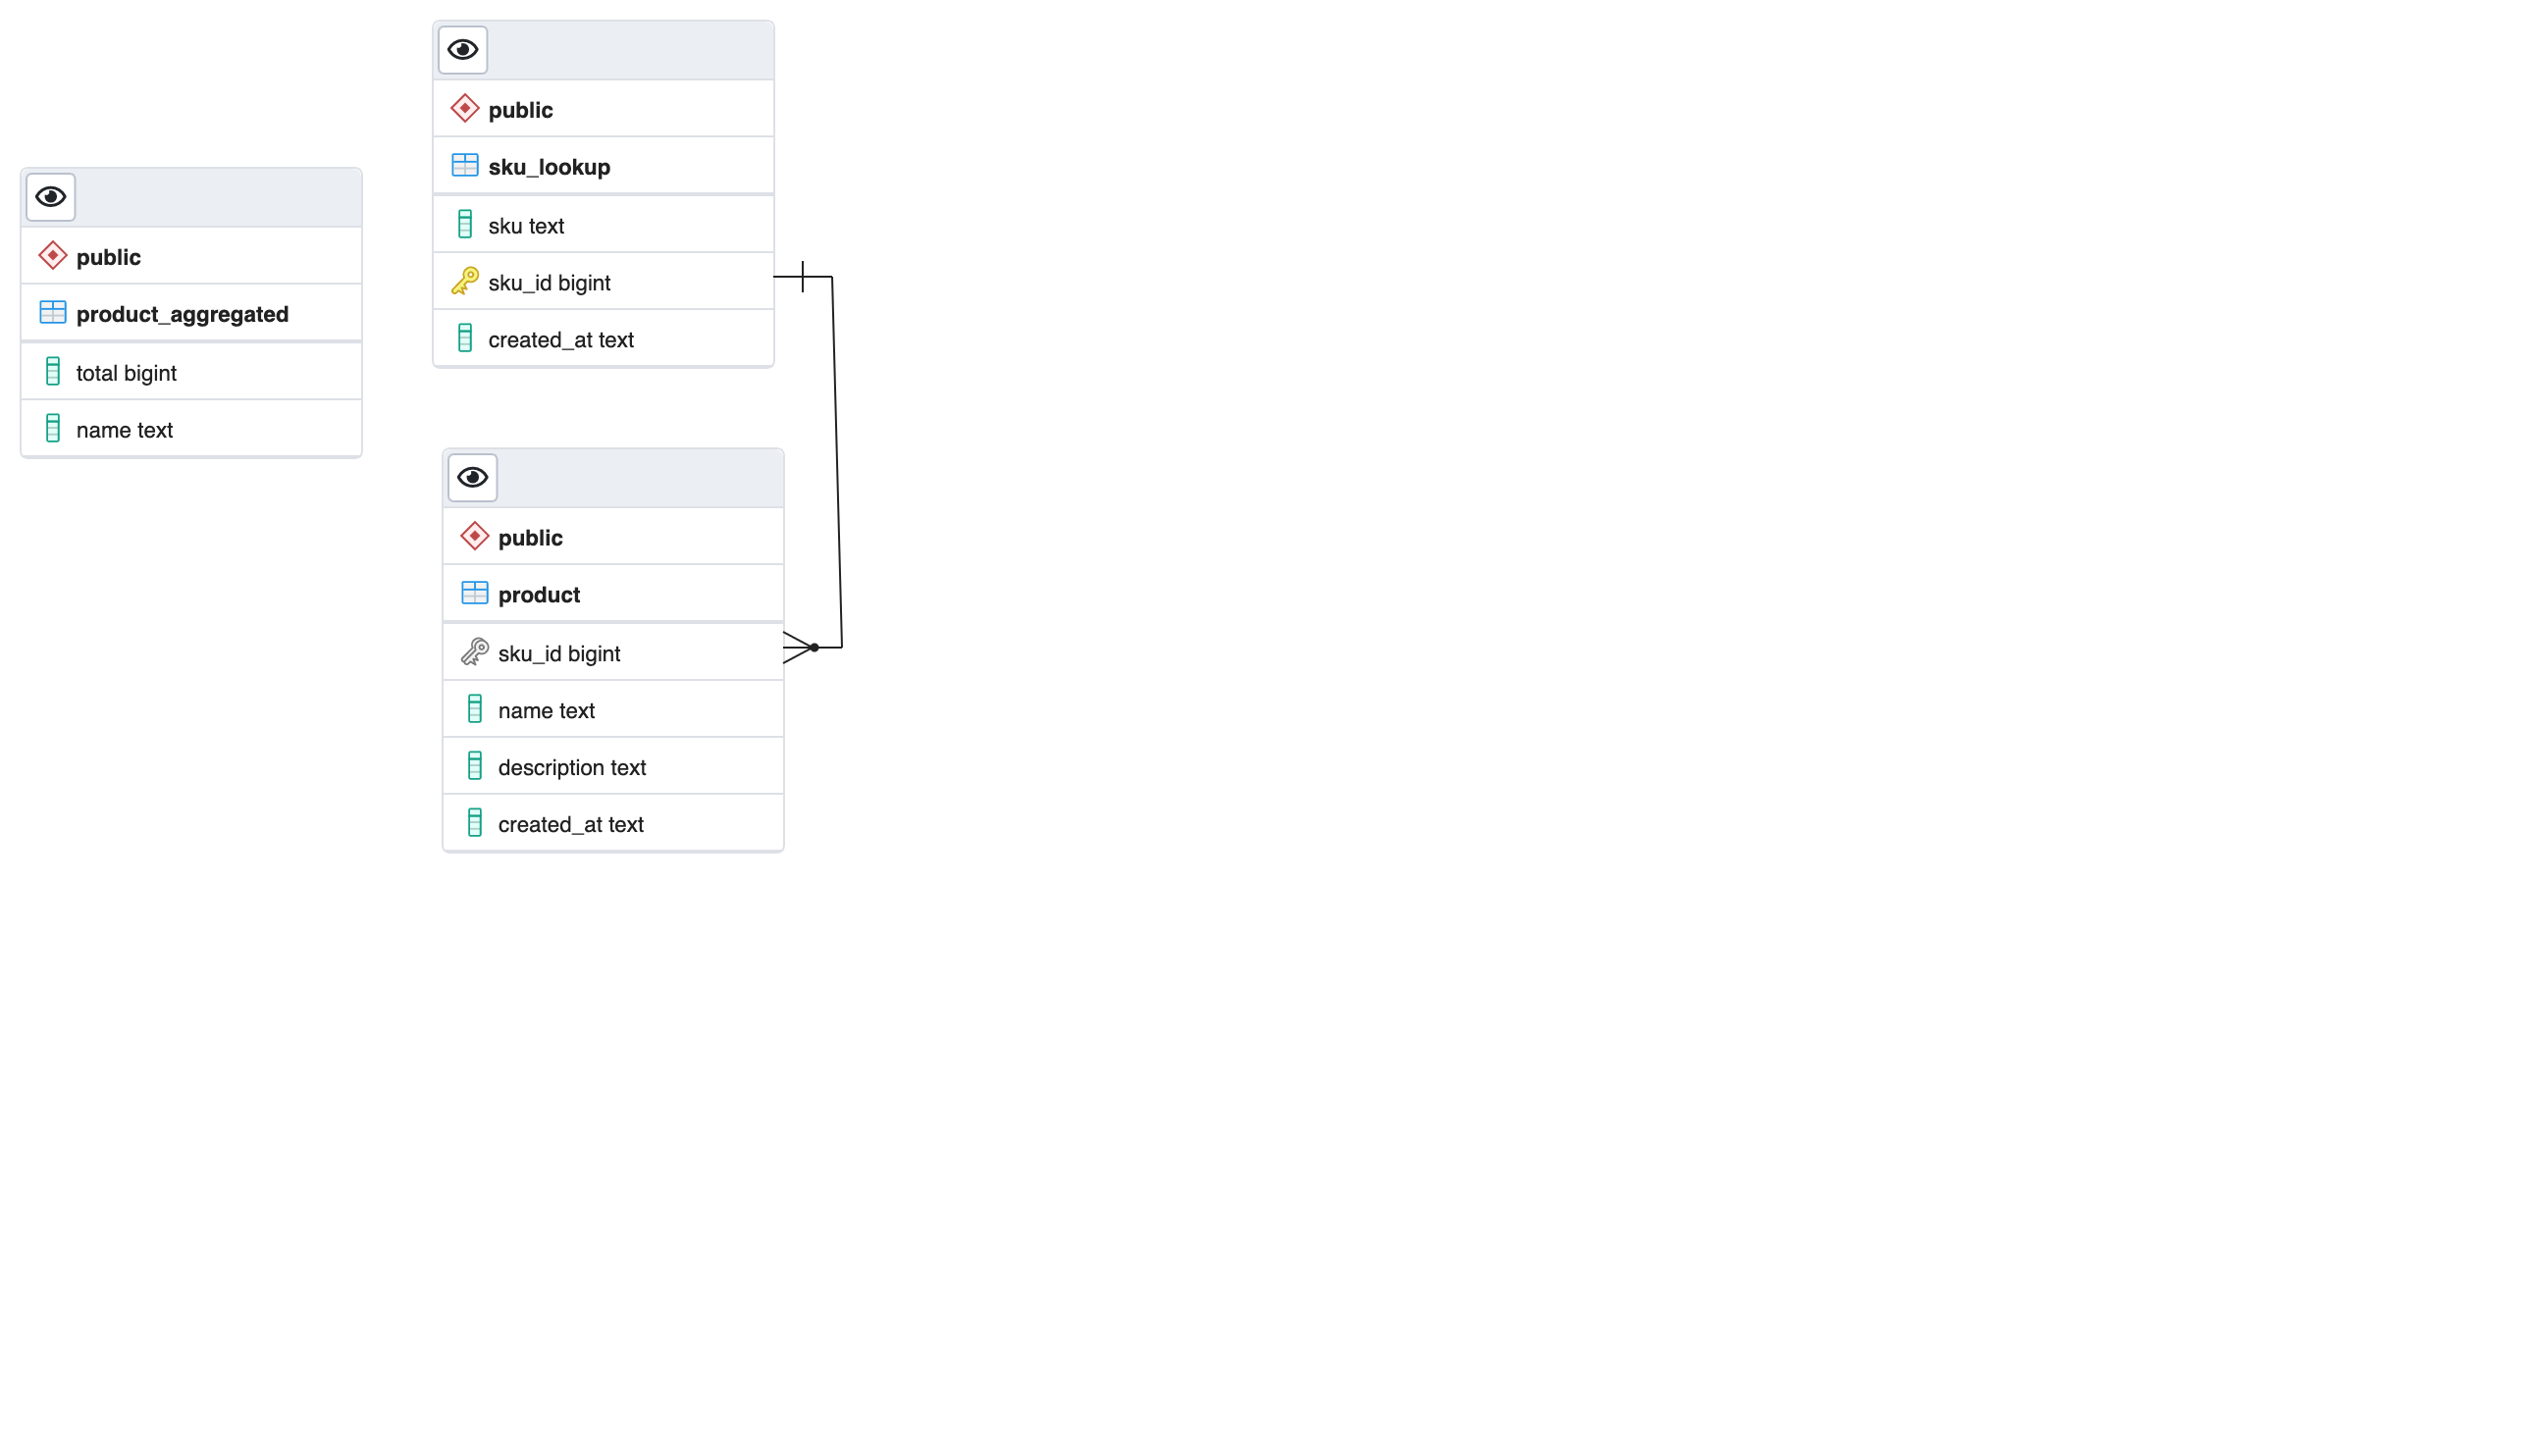 public
product_aggregated
total bigint
name text
public
sku_lookup
sku text
sku_id bigint
created_at text
public
product
sku_id bigint
name text
description text
created_at text